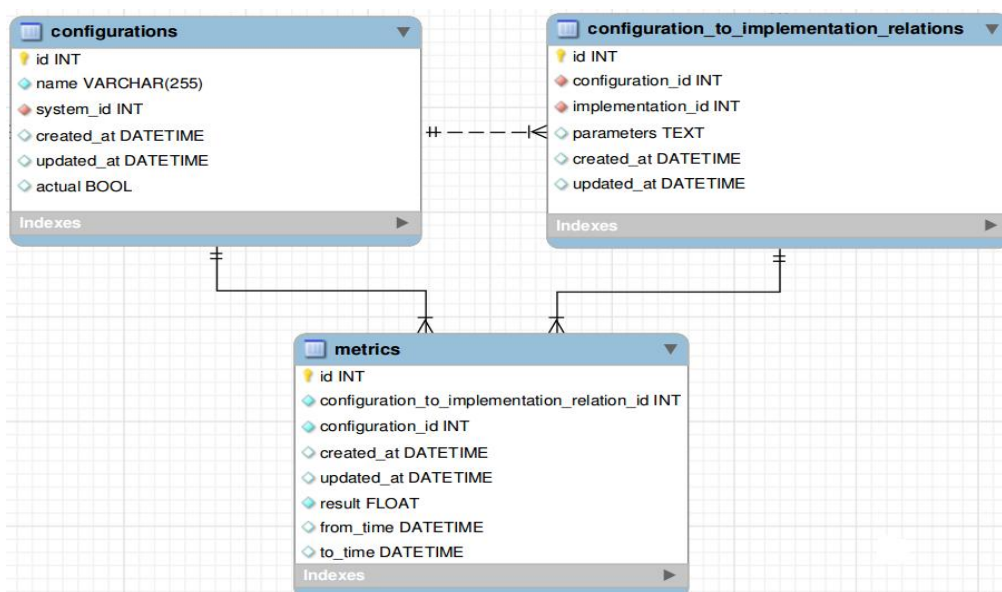 configurations
id INT
name VARCHAR(255)
system_id INT
created_at DATETIME
updated_at DATETIME
actual BOOL
Indexes
configuration_to_implementation_relations
id INT
configuration_id INT
implementation_id INT
parameters TEXT
created_at DATETIME
updated_at DATETIME
Indexes
metrics
id INT
configuration_to_implementation_relation_id INT
configuration_id INT
created_at DATETIME
updated_at DATETIME
result FLOAT
from_time DATETIME
to_time DATETIME
Indexes